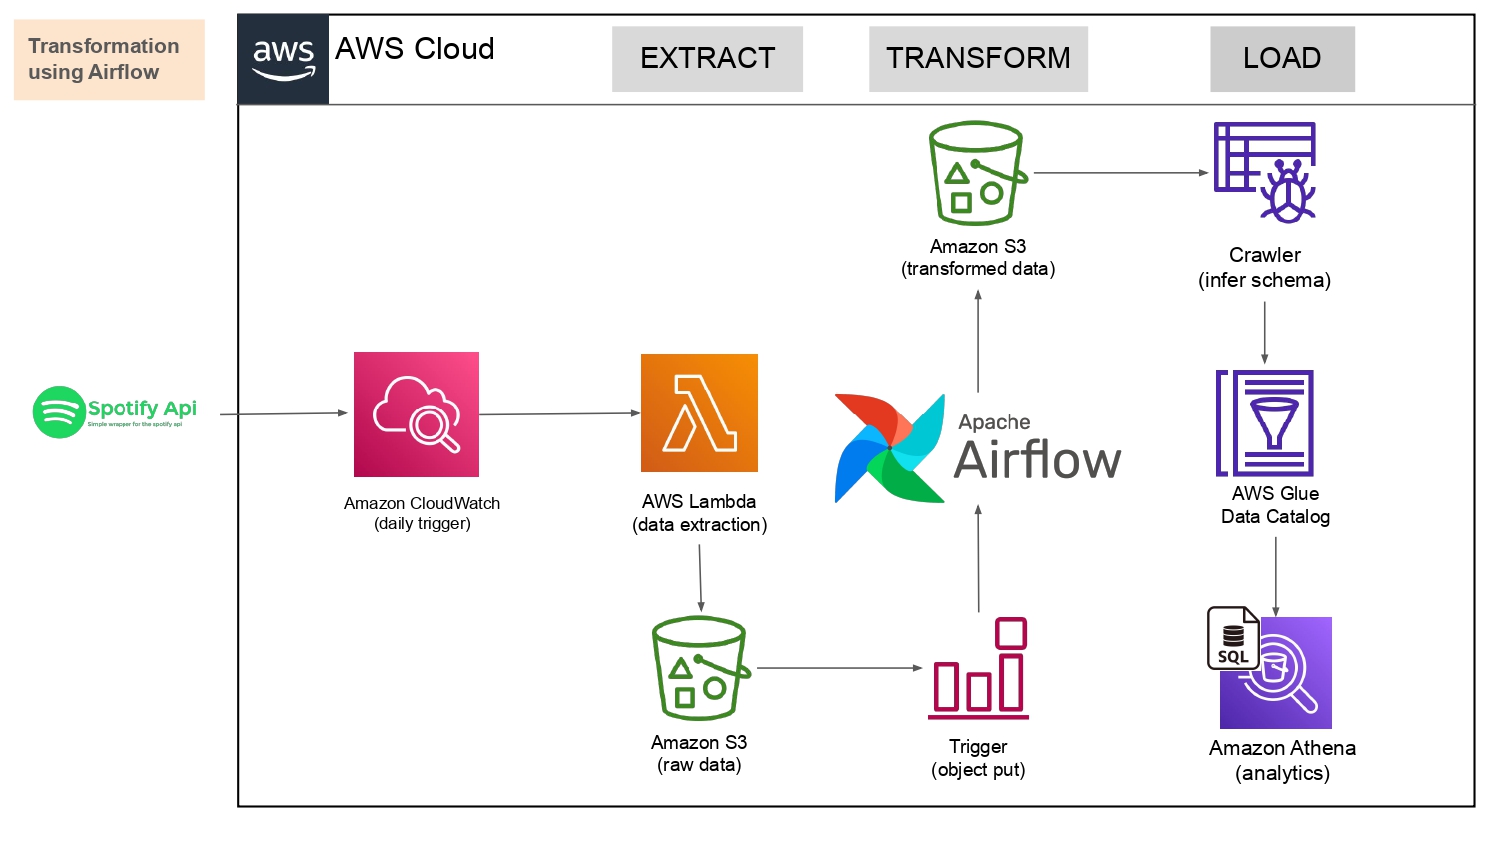 Transformation
using Airflow
aws
AWS Cloud
EXTRACT
TRANSFORM
LOAD
Amazon S3
(transformed data)
Crawler
(infer schema)
Spotify Api
Simple wrapper for the spotify api
Amazon CloudWatch
(daily trigger)
AWS Lambda
(data extraction)
Apache
Airflow
AWS Glue
Data Catalog
Amazon S3
(raw data)
Trigger
(object put)
SQL
Amazon Athena
(analytics)